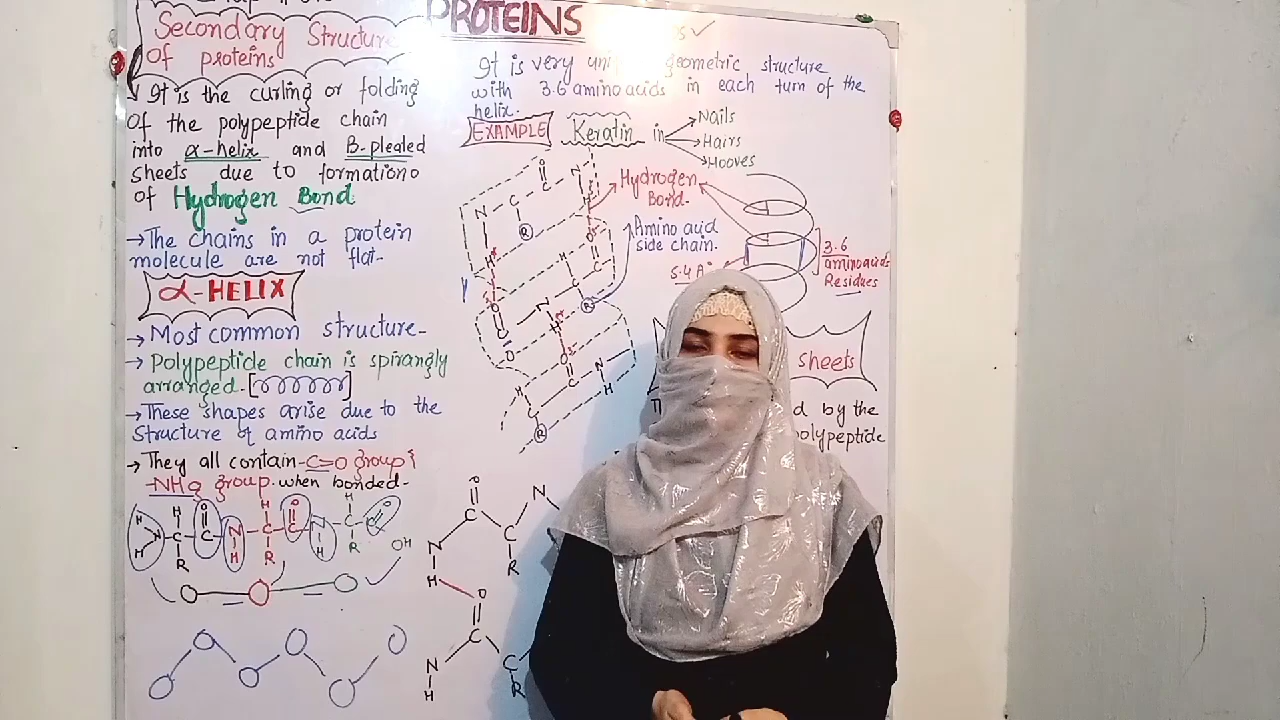 PROTEINS
Secondary Structure
Of proteins
It is the curling or folding
of the polypeptide chain
into α-helix and β-pleated
sheets due to formationo
of Hydrogen Bond
→The chains in a protein
molecule are not flat-
α-HELIX
→ Most common structure-
→ Polypeptide chain is spirangly
arranged-[
]
→These shapes arise due to the
structure of amino acids
→ They all contain-C=O group &
-NH2 group when bonded-
H
H
O
H
O
H
O
H
N
C
C
N
C
C
N
C
C
R
H
R
H
R
OH
It is very geometric structure
with 3.6 amino acids in each turn of the
helix.
EXAMPLE Keratin in
→Nails
→Hairs
→Hooves
Hydrogen
Bond-
Amino acid
side chain.
5.4 A°
3.6
aminoacids
Residues
O
C
N
N
C
C
R
H
H
O
H
C
C
R
N
O
H
O
C
N
H
H
C
R
sheets
d by the
polypeptide
O
C
N
C
N
H
R
O
C
N
C
H
R